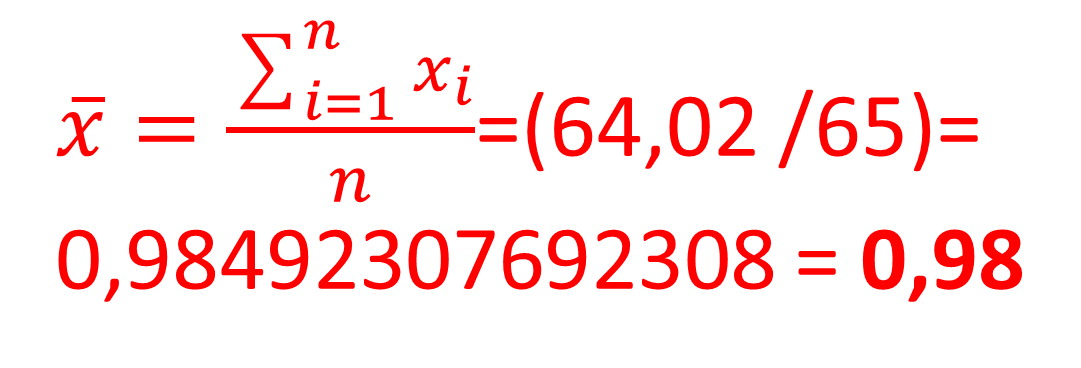 x̄ = ∑ⁿᵢ₌₁ xᵢ / n =(64,02 /65)=
0,98492307692308 = 0,98